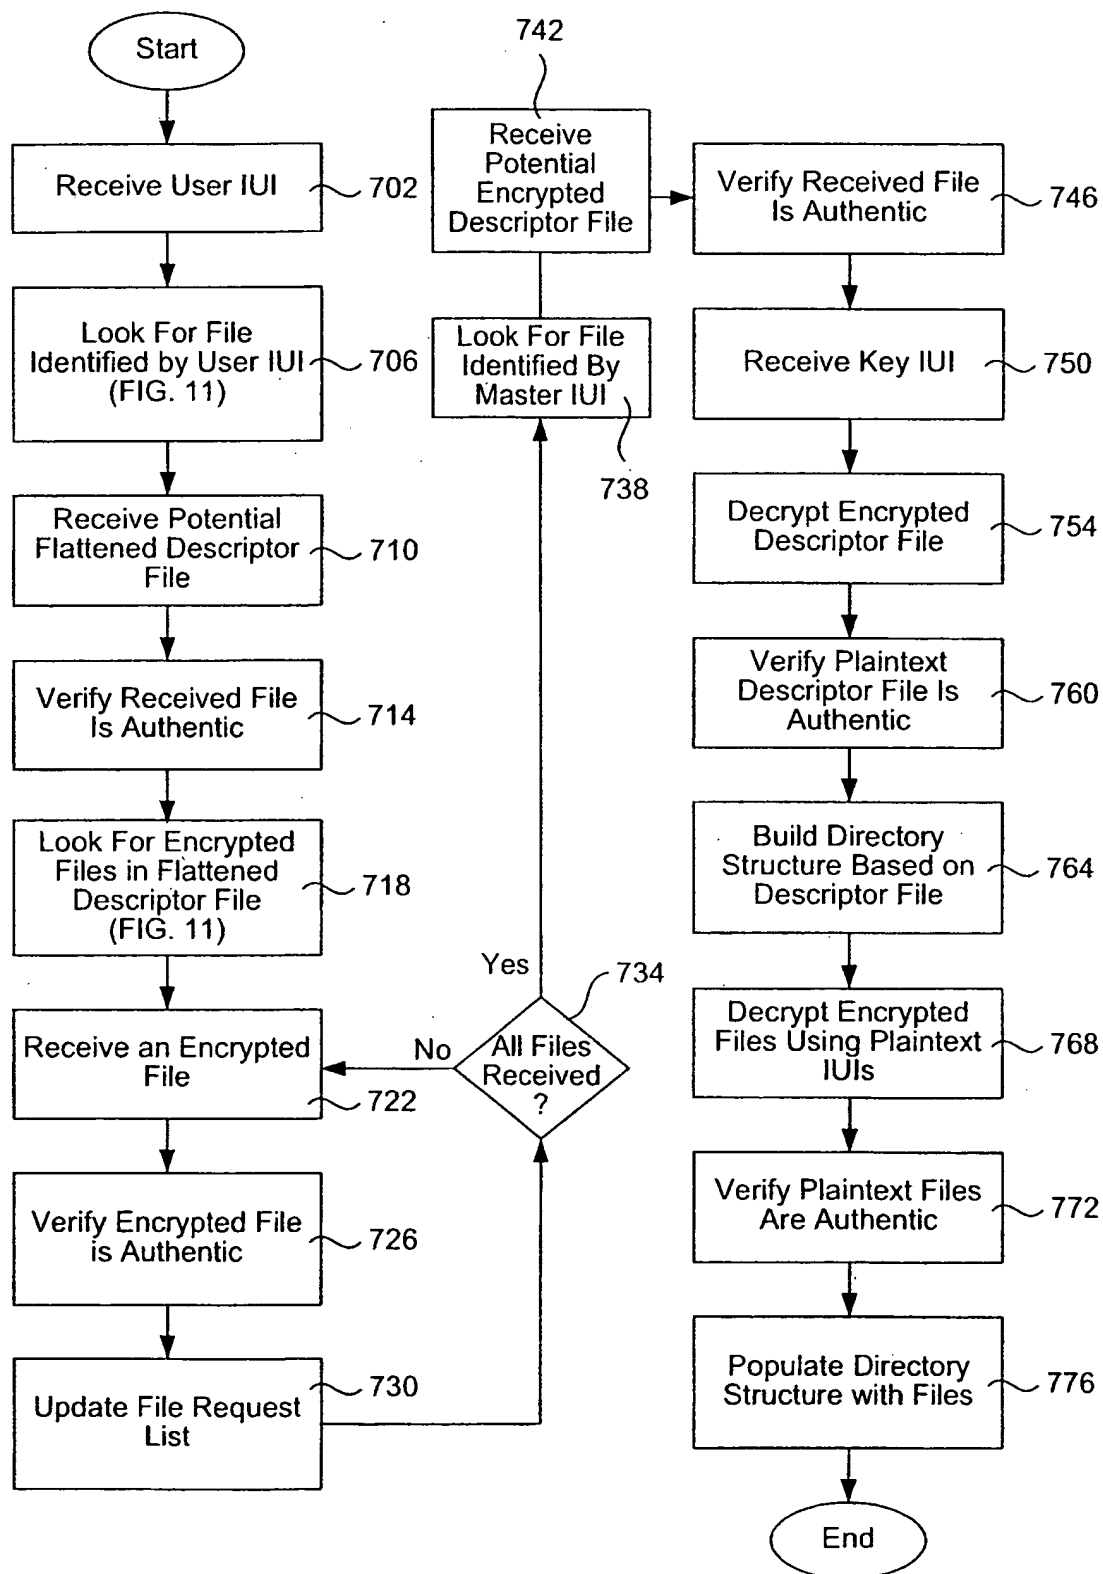 Start
Receive User IUI
702
Look For File
Identified by User IUI
(FIG. 11)
706
Receive Potential
Flattened Descriptor
File
710
Verify Received File
Is Authentic
714
Look For Encrypted
Files in Flattened
Descriptor File
(FIG. 11)
718
Receive an Encrypted
File
722
Verify Encrypted File
is Authentic
726
Update File Request
List
730
All Files
Received
?
734
No
Yes
Look For File
Identified By
Master IUI
738
742
Receive
Potential
Encrypted
Descriptor File
Verify Received File
Is Authentic
746
Receive Key IUI
750
Decrypt Encrypted
Descriptor File
754
Verify Plaintext
Descriptor File Is
Authentic
760
Build Directory
Structure Based on
Descriptor File
764
Decrypt Encrypted
Files Using Plaintext
IUIs
768
Verify Plaintext Files
Are Authentic
772
Populate Directory
Structure with Files
776
End